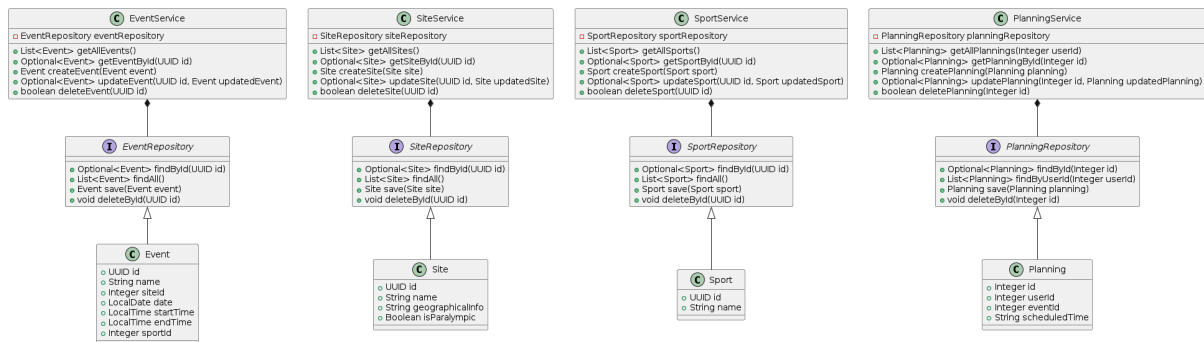 C EventService
EventRepository eventRepository
List<Event> getAllEvents()
Optional<Event> getEventById(UUID id)
Event createEvent(Event event)
Optional<Event> updateEvent(UUID id, Event updatedEvent)
boolean deleteEvent(UUID id)
I EventRepository
Optional<Event> findById(UUID id)
List<Event> findAll()
Event save(Event event)
void deleteById(UUID id)
C Event
UUID id
String name
Integer siteId
LocalDate date
LocalTime startTime
LocalTime endTime
Integer sportId
C SiteService
SiteRepository siteRepository
List<Site> getAllSites()
Optional<Site> getSiteById(UUID id)
Site createSite(Site site)
Optional<Site> updateSite(UUID id, Site updatedSite)
boolean deleteSite(UUID id)
I SiteRepository
Optional<Site> findById(UUID id)
List<Site> findAll()
Site save(Site site)
void deleteById(UUID id)
C Site
UUID id
String name
String geographicalInfo
Boolean isParalympic
C SportService
SportRepository sportRepository
List<Sport> getAllSports()
Optional<Sport> getSportById(UUID id)
Sport createSport(Sport sport)
Optional<Sport> updateSport(UUID id, Sport updatedSport)
boolean deleteSport(UUID id)
I SportRepository
Optional<Sport> findById(UUID id)
List<Sport> findAll()
Sport save(Sport sport)
void deleteById(UUID id)
C Sport
UUID id
String name
C PlanningService
PlanningRepository planningRepository
List<Planning> getAllPlannings(Integer userId)
Optional<Planning> getPlanningById(Integer id)
Planning createPlanning(Planning planning)
Optional<Planning> updatePlanning(Integer id, Planning updatedPlanning)
boolean deletePlanning(Integer id)
I PlanningRepository
Optional<Planning> findById(Integer id)
List<Planning> findByUserId(Integer userId)
Planning save(Planning planning)
void deleteById(Integer id)
C Planning
Integer id
Integer userId
Integer eventId
String scheduledTime